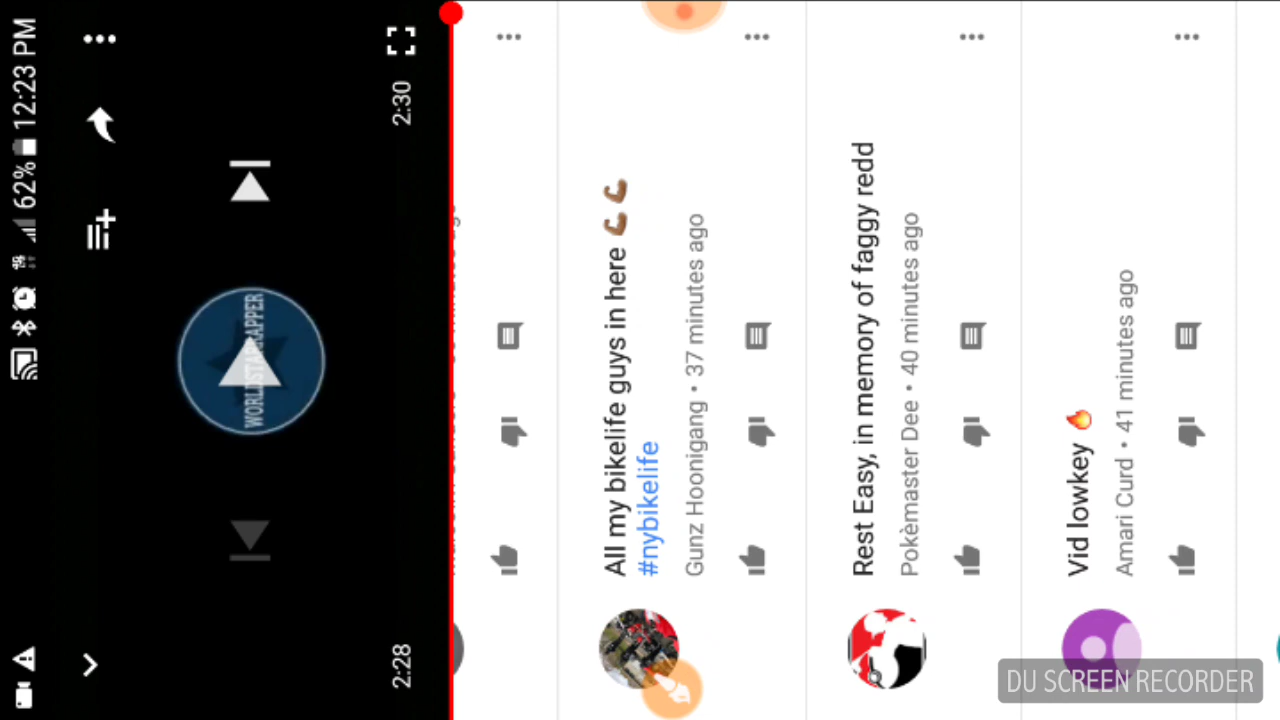 62% 12:23 PM
WORLDSTARRAPPER
2:28
2:30
All my bikelife guys in here 💪🏾 💪🏾
#nybikelife
Gunz Hoonigang • 37 minutes ago
Rest Easy, in memory of faggy redd
Pokèmaster Dee • 40 minutes ago
Vid lowkey 🔥
Amari Curd • 41 minutes ago
DU SCREEN RECORDER